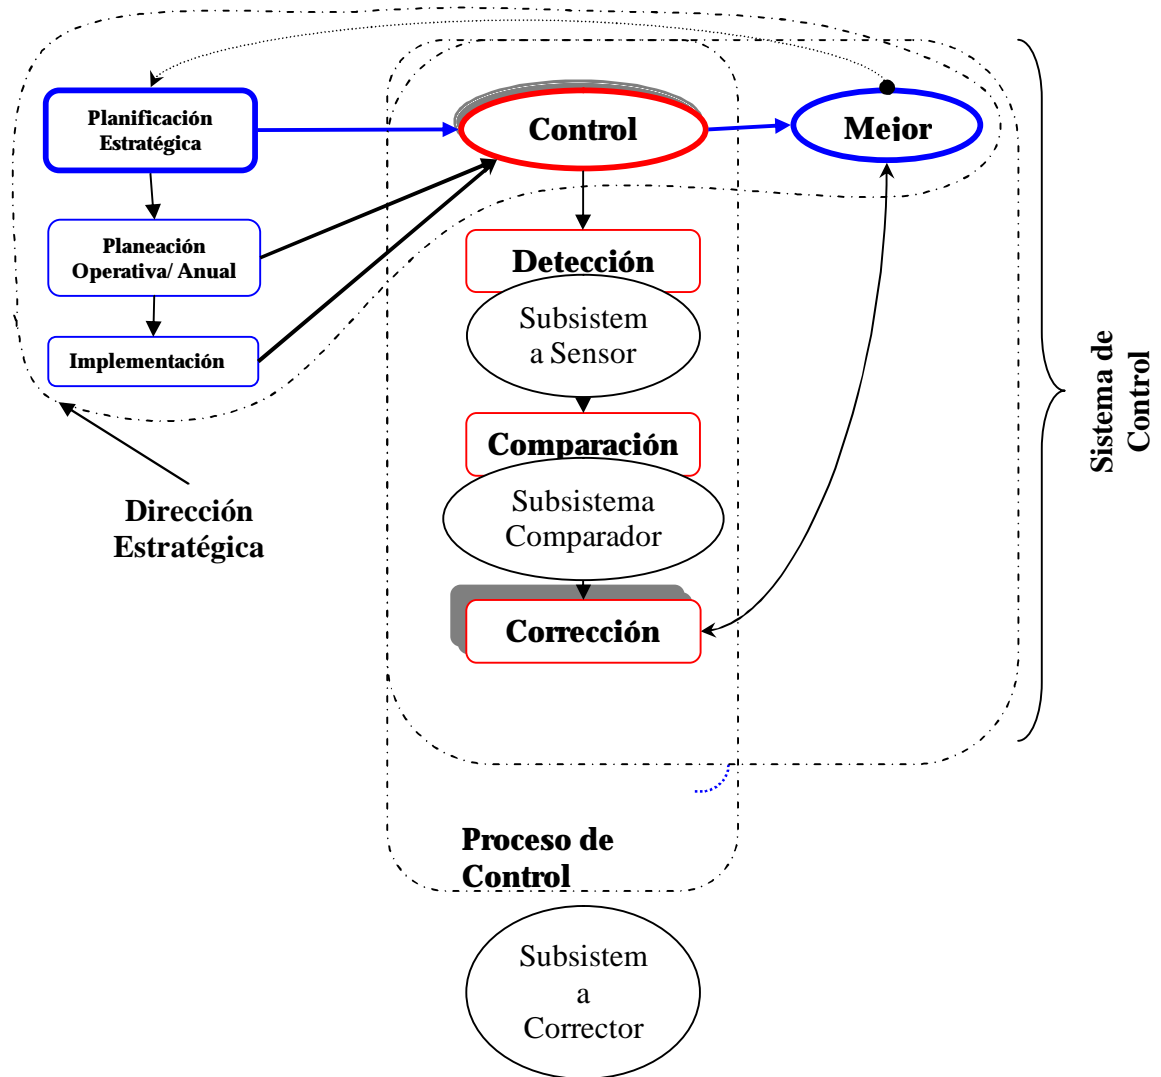 Planificación
Estratégica
Control
Mejor
Planeación
Operativa/ Anual
Detección
Subsistem
a Sensor
Implementación
Comparación
Sistema de
Control
Dirección
Estratégica
Subsistema
Comparador
Corrección
Proceso de
Control
Subsistem
a
Corrector